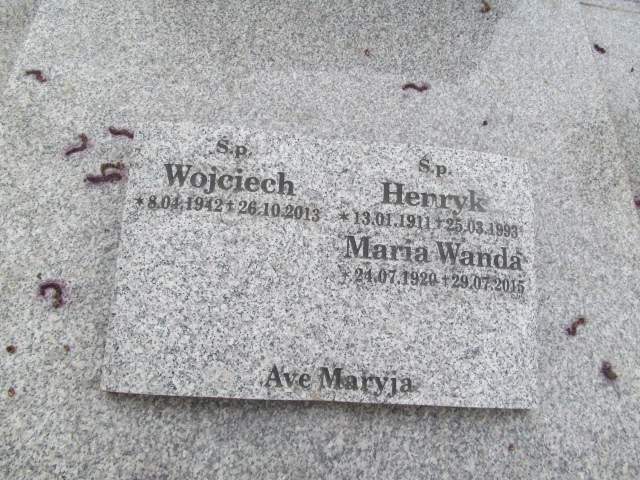 Ś.p.
Wojciech
* 8.04.1942 † 26.10.2013
Ś.p.
Henryk
* 13.01.1911 † 25.03.1993
Maria Wanda
* 24.07.1920 † 29.07.2015
Ave Maryja